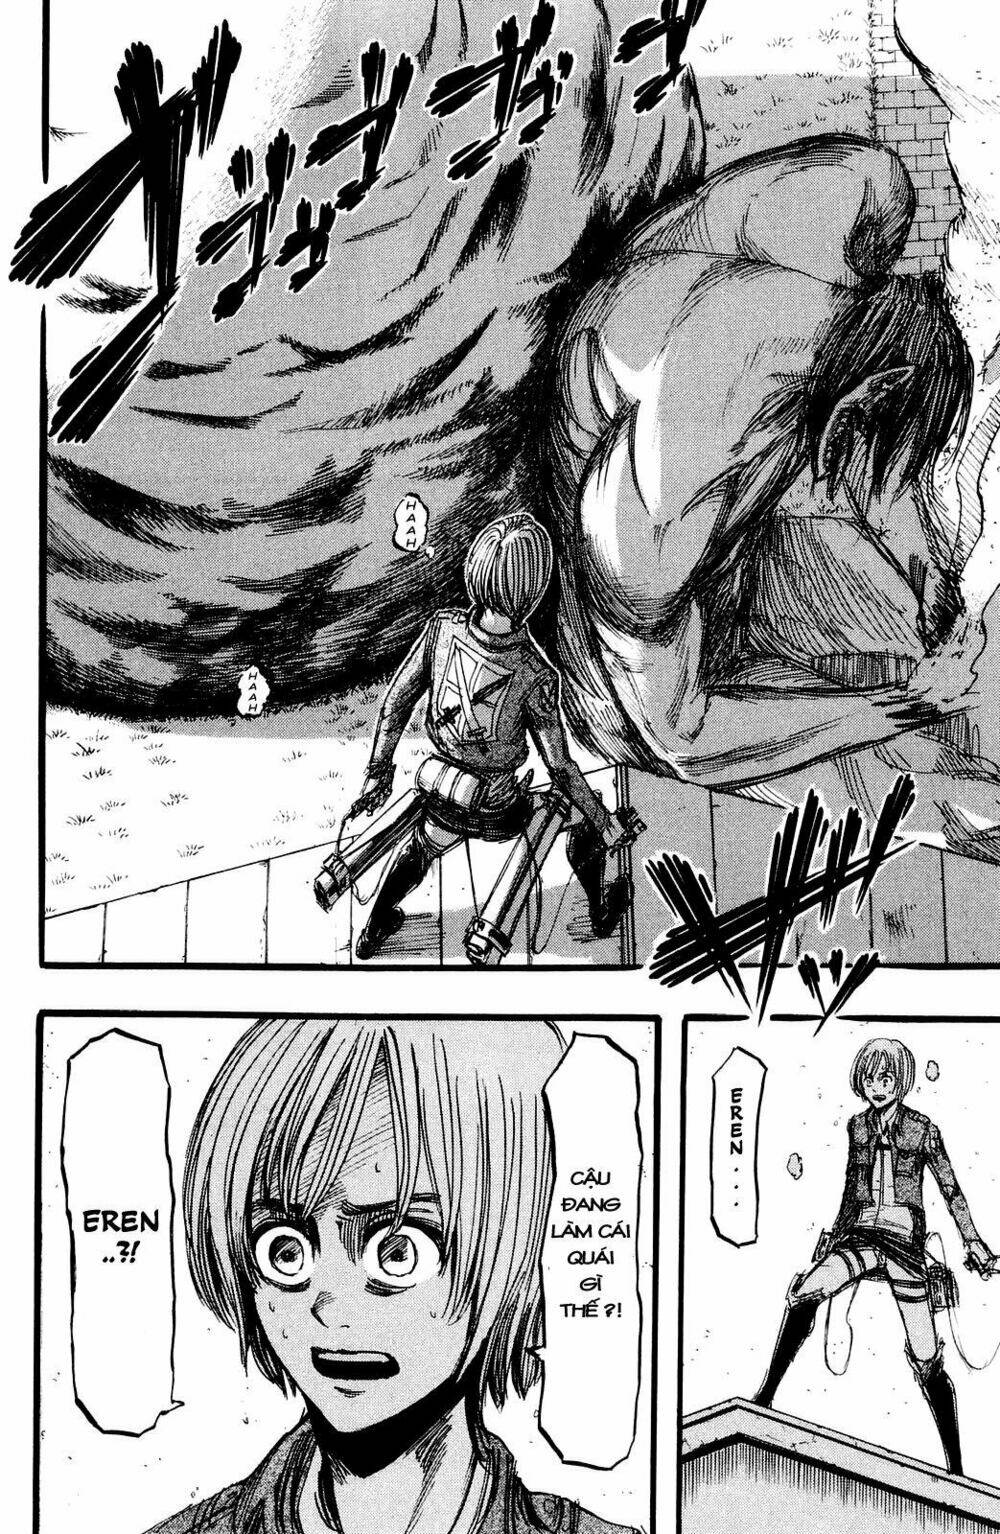 HAAH
HAAH
EREN....
CẬU
ĐANG
LÀM CÁI
QUÁI
GÌ
THẾ?!
EREN
..?!